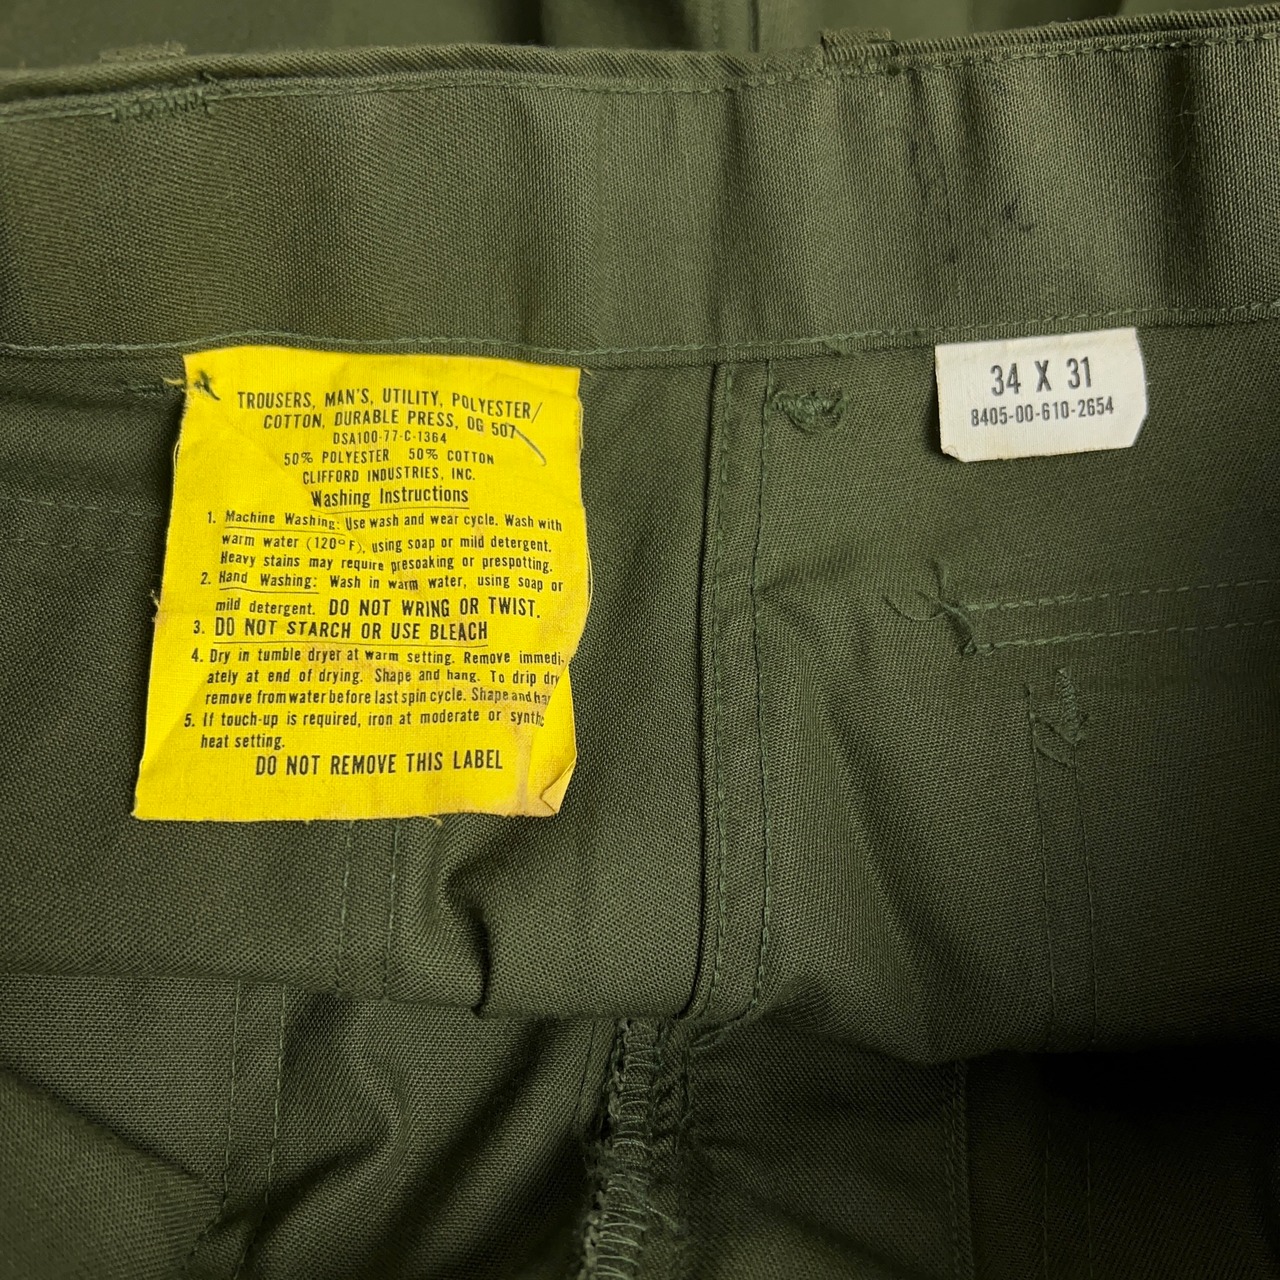 TROUSERS, MAN'S, UTILITY, POLYESTER/
COTTON, DURABLE PRESS, OG 507
DSA100-77-C-1364
50% POLYESTER 50% COTTON
CLIFFORD INDUSTRIES, INC.
Washing Instructions
1. Machine Washing: Use wash and wear cycle. Wash with
warm water (120°F), using soap or mild detergent.
Heavy stains may require presoaking or prespotting.
2. Hand Washing: Wash in warm water, using soap or
mild detergent. DO NOT WRING OR TWIST.
3. DO NOT STARCH OR USE BLEACH
4. Dry in tumble dryer at warm setting. Remove immedi-
ately at end of drying. Shape and hang. To drip dry
remove from water before last spin cycle. Shape and
5. If touch-up is required, iron at moderate or
heat setting.
DO NOT REMOVE THIS LABEL
34 X 31
8405-00-610-2654